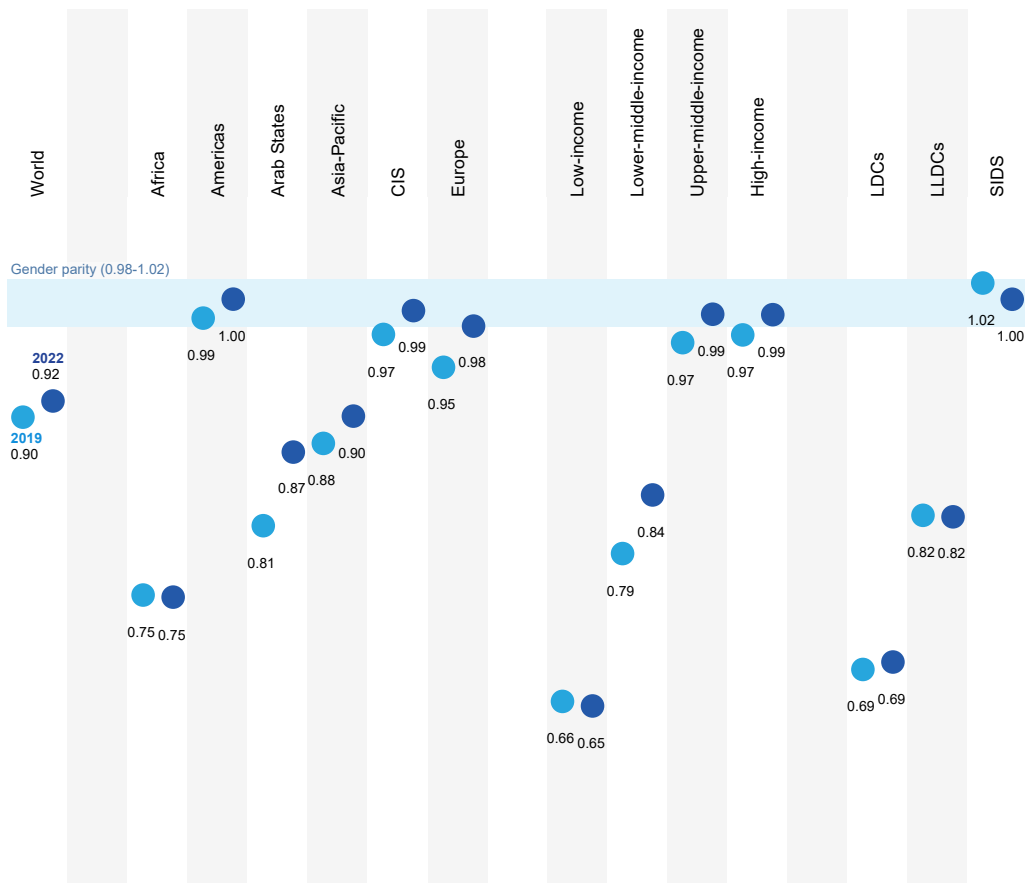 World
Africa
Americas
Arab States
Asia-Pacific
CIS
Europe
Low-income
Lower-middle-income
Upper-middle-income
High-income
LDCs
LLDCs
SIDS
Gender parity (0.98-1.02)
2022
0.92
2019
0.90
0.75
0.75
0.99
1.00
0.81
0.87
0.88
0.90
0.97
0.99
0.95
0.98
0.66
0.65
0.79
0.84
0.97
0.99
0.97
0.99
0.69
0.69
0.82
0.82
1.02
1.00